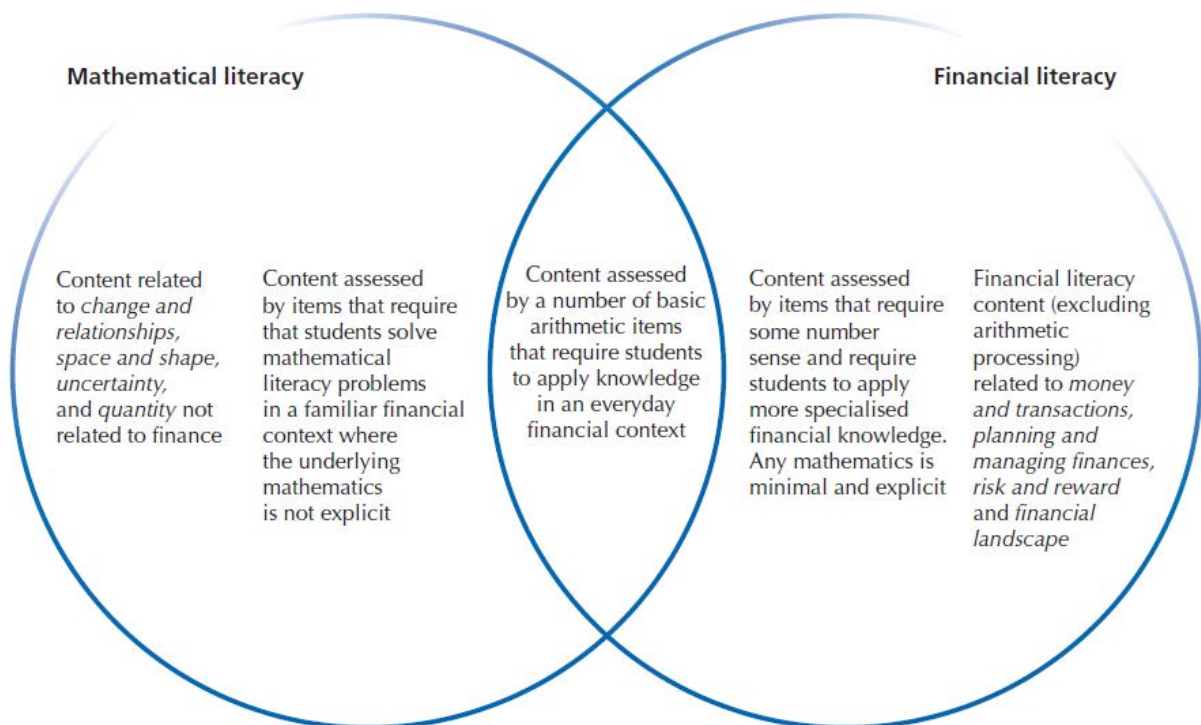 Mathematical literacy
Financial literacy
Content related
to change and
relationships,
space and shape,
uncertainty,
and quantity not
related to finance
Content assessed
by items that require
that students solve
mathematical
literacy problems
in a familiar financial
context where
the underlying
mathematics
is not explicit
Content assessed
by a number of basic
arithmetic items
that require students
to apply knowledge
in an everyday
financial context
Content assessed
by items that require
some number
sense and require
students to apply
more specialised
financial knowledge.
Any mathematics is
minimal and explicit
Financial literacy
content (excluding
arithmetic
processing)
related to money
and transactions,
planning and
managing finances,
risk and reward
and financial
landscape